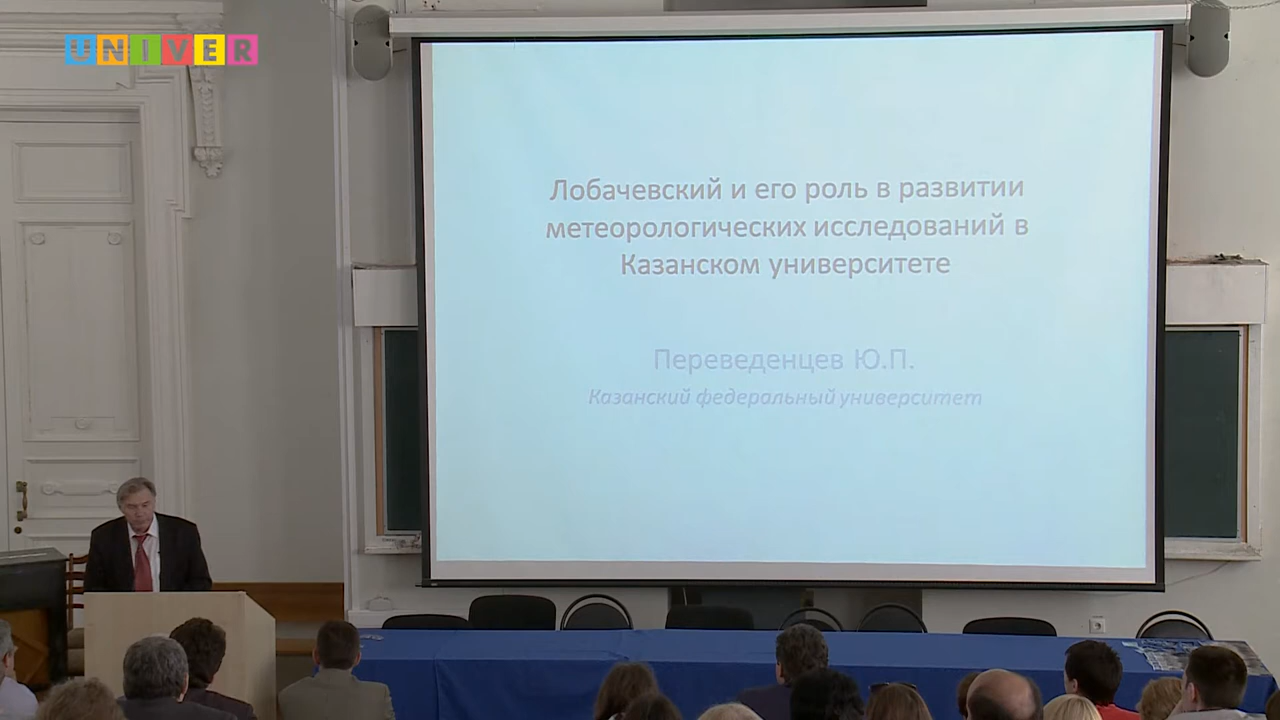 UNIVER
Лобачевский и его роль в развитии
метеорологических исследований в
Казанском университете
Переведенцев Ю.П.
Казанский федеральный университет